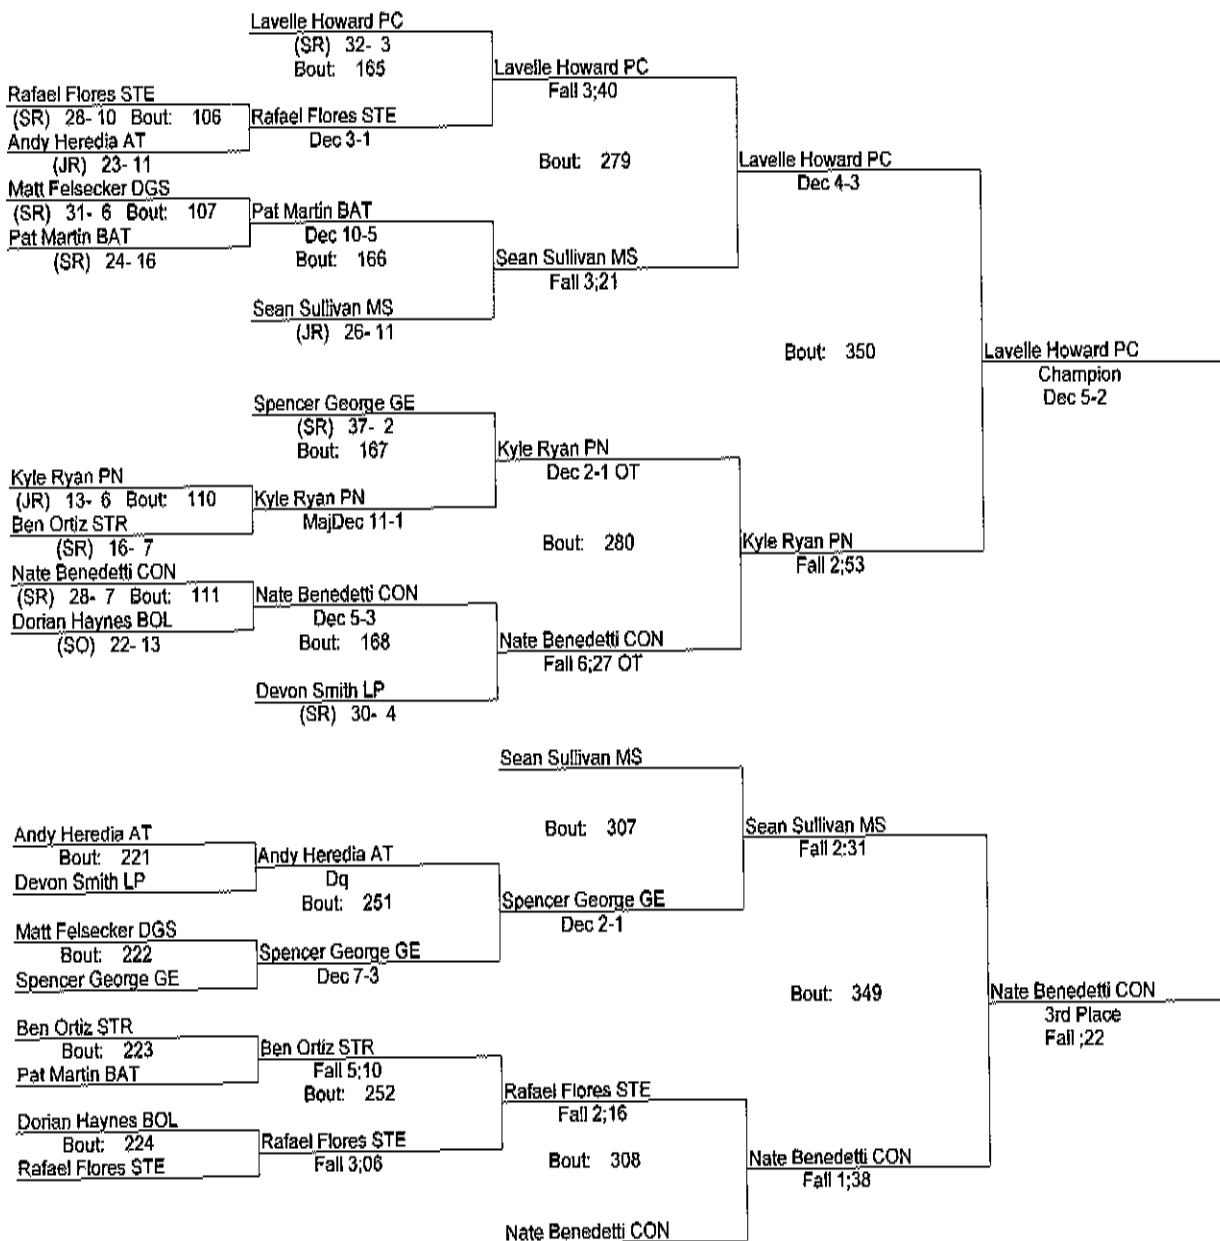 Lavelle Howard PC
(SR) 32- 3
Bout: 165
Lavelle Howard PC
Fall 3;40
Rafael Flores STE
(SR) 28- 10 Bout: 106
Rafael Flores STE
Dec 3-1
Andy Heredia AT
(JR) 23- 11
Bout: 279
Lavelle Howard PC
Dec 4-3
Matt Felsecker DGS
(SR) 31- 6 Bout: 107
Pat Martin BAT
Dec 10-5
Bout: 166
Pat Martin BAT
(SR) 24- 16
Sean Sullivan MS
Fall 3;21
Sean Sullivan MS
(JR) 26- 11
Bout: 350
Lavelle Howard PC
Champion
Dec 5-2
Spencer George GE
(SR) 37- 2
Bout: 167
Kyle Ryan PN
Dec 2-1 OT
Kyle Ryan PN
(JR) 13- 6 Bout: 110
Kyle Ryan PN
MajDec 11-1
Ben Ortiz STR
(SR) 16- 7
Bout: 280
Kyle Ryan PN
Fall 2;53
Nate Benedetti CON
(SR) 28- 7 Bout: 111
Nate Benedetti CON
Dec 5-3
Bout: 168
Dorian Haynes BOL
(SO) 22- 13
Nate Benedetti CON
Fall 6;27 OT
Devon Smith LP
(SR) 30- 4
Sean Sullivan MS
Bout: 307
Sean Sullivan MS
Fall 2;31
Andy Heredia AT
Bout: 221
Andy Heredia AT
Dq
Bout: 251
Devon Smith LP
Spencer George GE
Dec 2-1
Matt Felsecker DGS
Bout: 222
Spencer George GE
Dec 7-3
Spencer George GE
Bout: 349
Nate Benedetti CON
3rd Place
Fall ;22
Ben Ortiz STR
Bout: 223
Ben Ortiz STR
Fall 5;10
Bout: 252
Pat Martin BAT
Rafael Flores STE
Fall 2;16
Dorian Haynes BOL
Bout: 224
Rafael Flores STE
Fall 3;06
Rafael Flores STE
Bout: 308
Nate Benedetti CON
Fall 1;38
Nate Benedetti CON